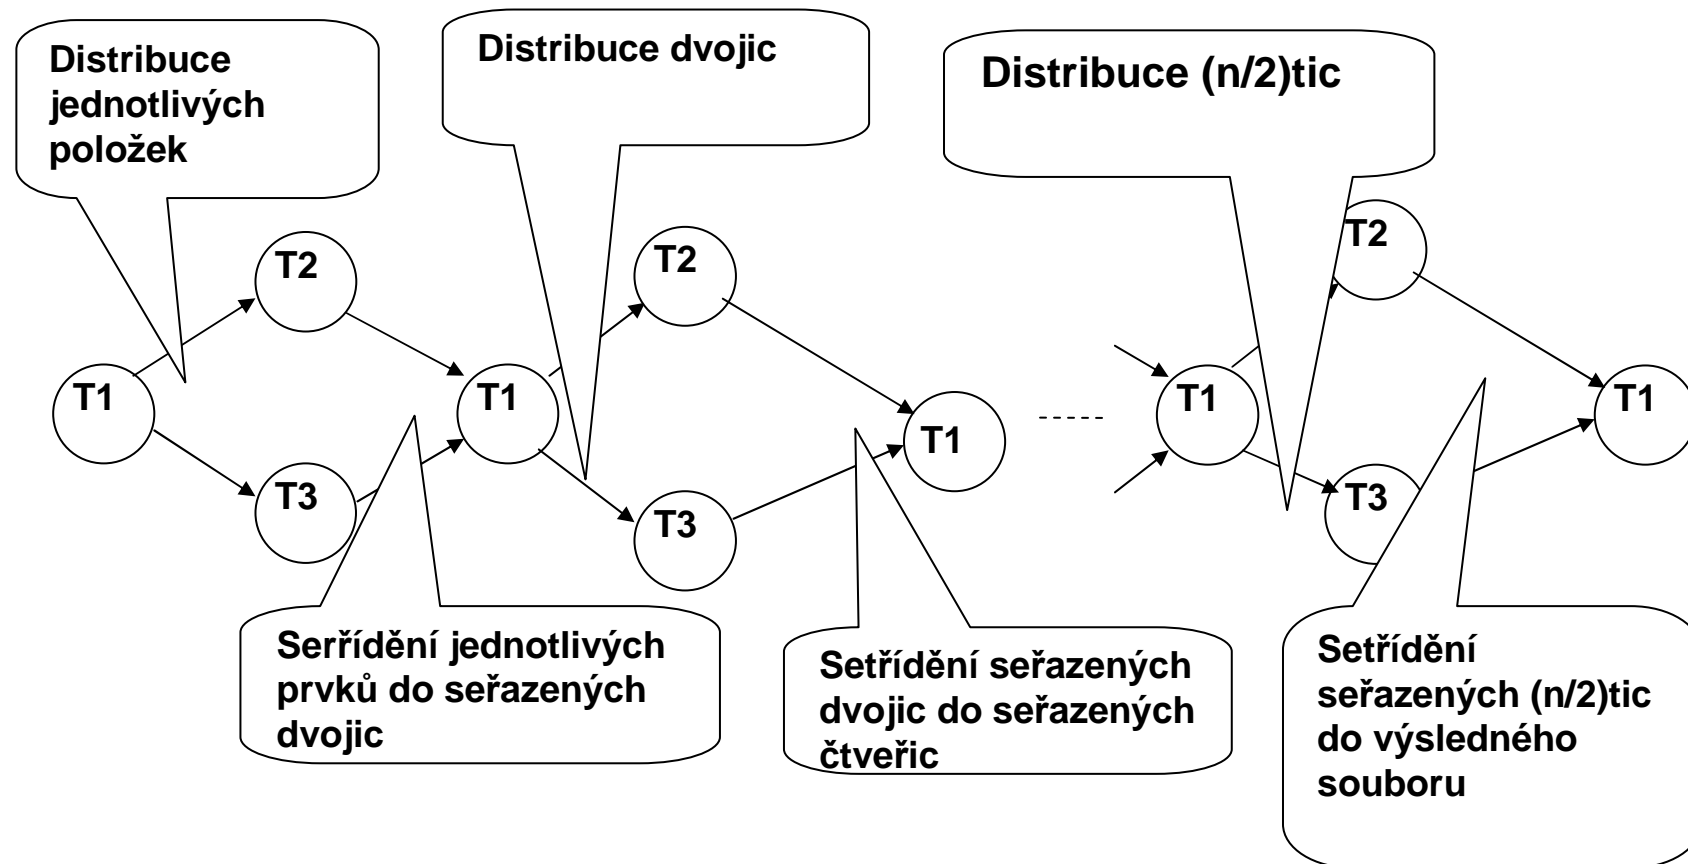 Distribuce
jednotlivých
položek
Distribuce dvojic
Distribuce (n/2)tic
T2
T2
T2
T1
T1
T1
T1
T1
T3
T3
T3
Serřídění jednotlivých
prvků do seřazených
dvojic
Setřídění seřazených
dvojic do seřazených
čtveřic
Setřídění
seřazených (n/2)tic
do výsledného
souboru